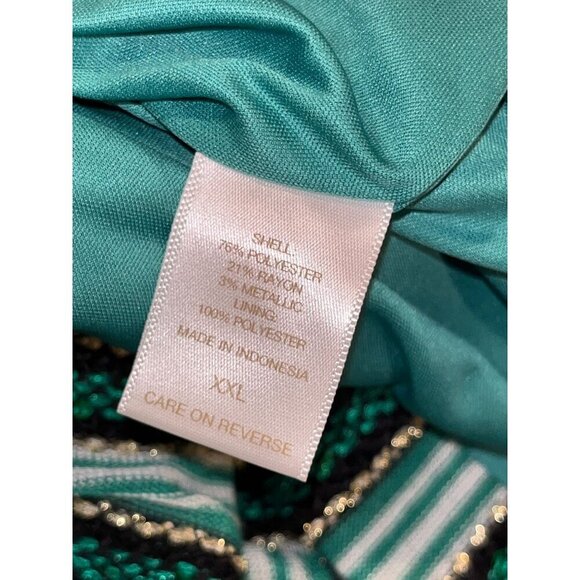 SHELL
76% POLYESTER
21% RAYON
3% METALLIC
LINING:
100% POLYESTER
MADE IN INDONESIA
XXL
CARE ON REVERSE